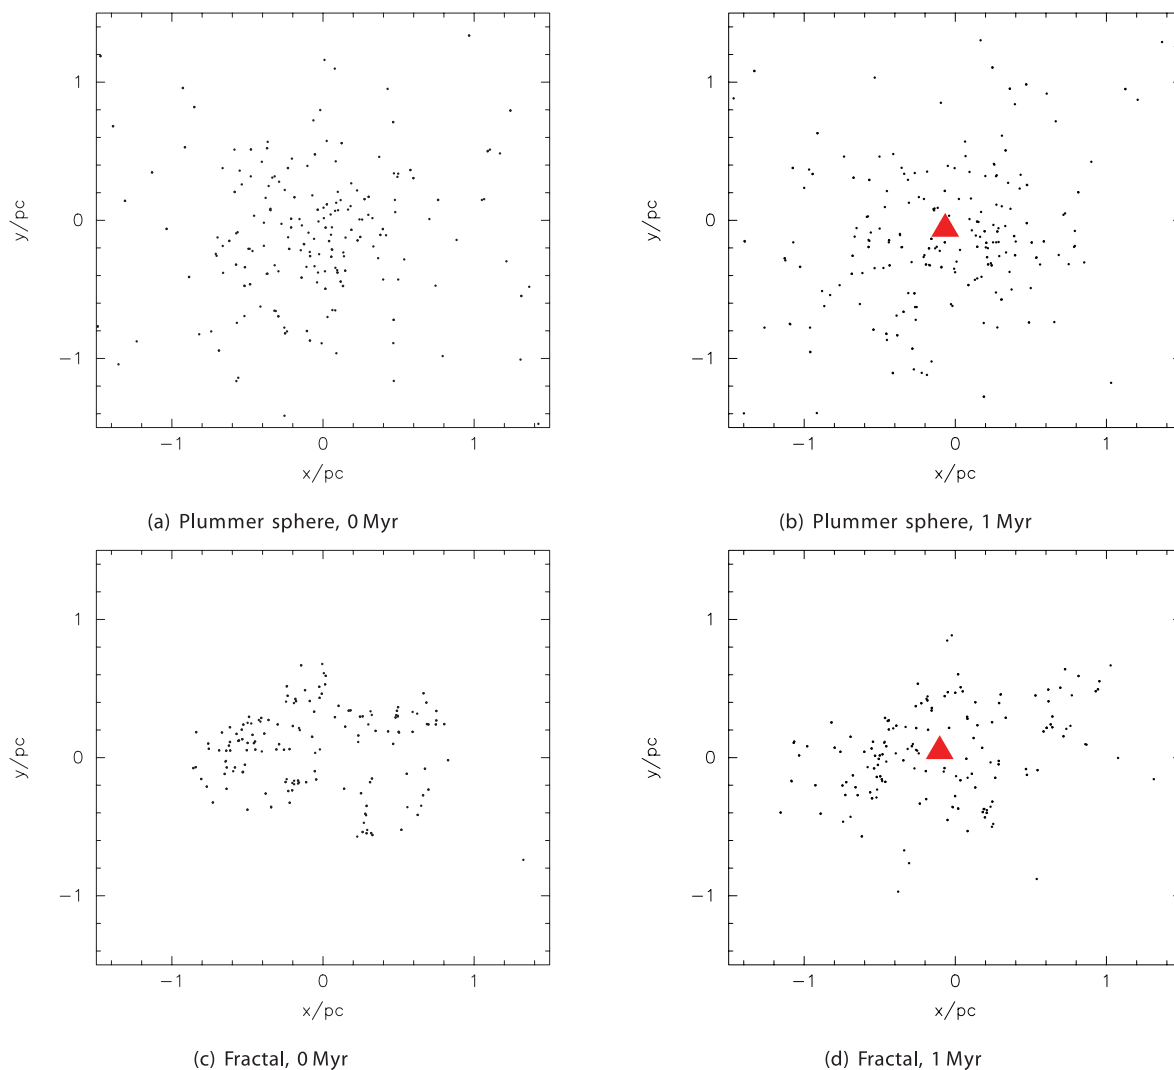 1
0
−1
y/pc
−1 0 1
x/pc
(a) Plummer sphere, 0 Myr
1
0
−1
y/pc
−1 0 1
x/pc
(b) Plummer sphere, 1 Myr
1
0
−1
y/pc
−1 0 1
x/pc
(c) Fractal, 0 Myr
1
0
−1
y/pc
−1 0 1
x/pc
(d) Fractal, 1 Myr